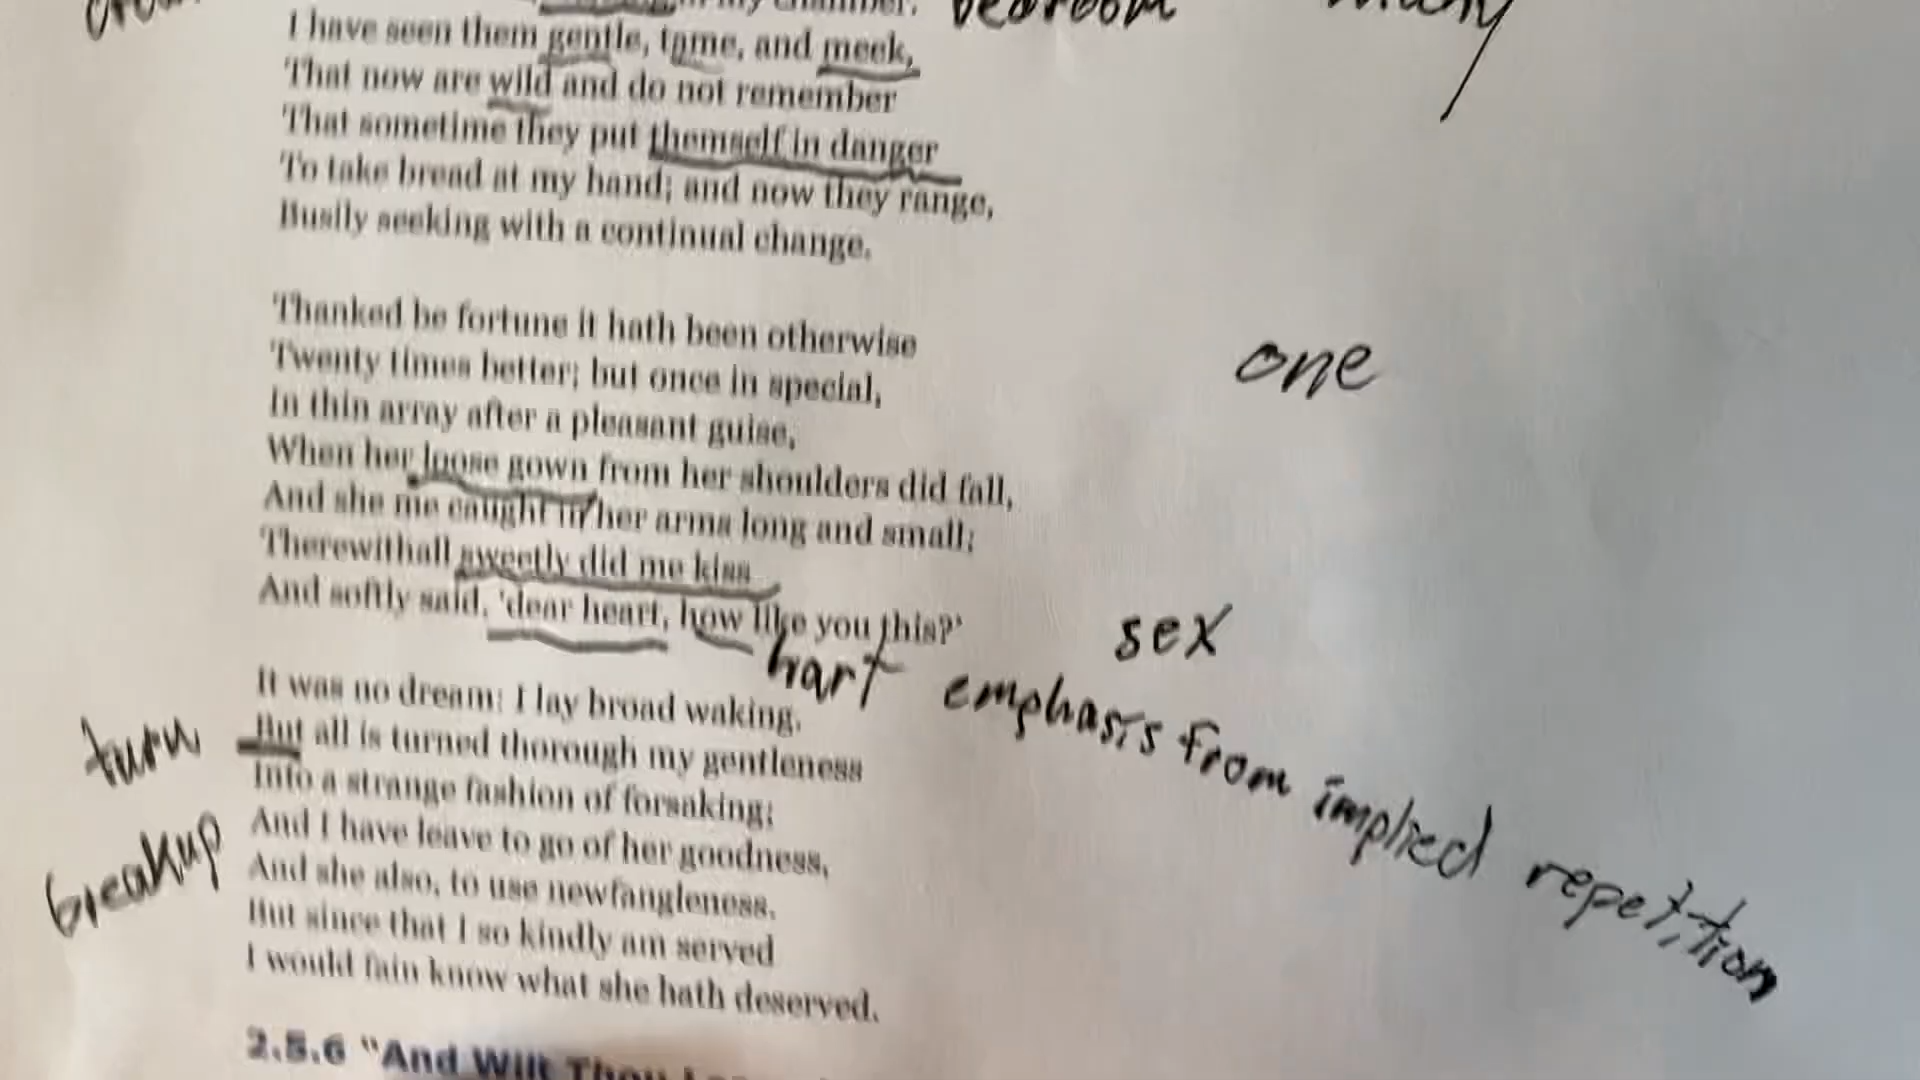 my chamber. bedroom
I have seen them gentle, tame, and meek,
That now are wild and do not remember
That sometime they put themself in danger
To take bread at my hand; and now they range,
Busily seeking with a continual change.
Thanked be fortune it hath been otherwise
Twenty times better; but once in special, one
In thin array after a pleasant guise,
When her loose gown from her shoulders did fall,
And she me caught in her arms long and small;
Therewithall sweetly did me kiss
And softly said, 'dear heart, how like you this?' sex
hart emphasis from implied repetition
It was no dream: I lay broad waking.
turn But all is turned thorough my gentleness
Into a strange fashion of forsaking;
breakup And I have leave to go of her goodness,
And she also, to use newfangleness.
But since that I so kindly am served
I would fain know what she hath deserved.
2.5.6 "And Wilt Thou